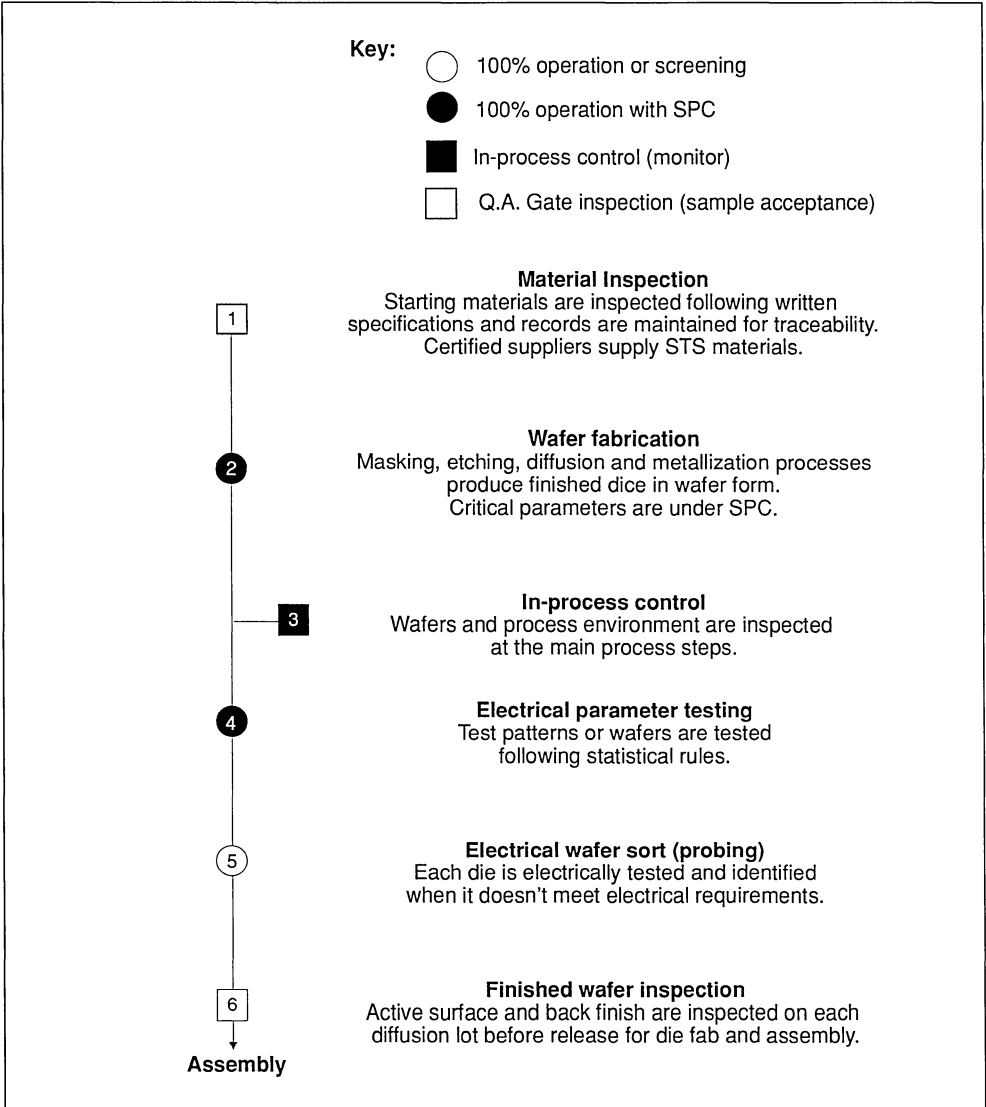 Key:
100% operation or screening
100% operation with SPC
In-process control (monitor)
Q.A. Gate inspection (sample acceptance)
Material Inspection
1
Starting materials are inspected following written
specifications and records are maintained for traceability.
Certified suppliers supply STS materials.
Wafer fabrication
2
Masking, etching, diffusion and metallization processes
produce finished dice in wafer form.
Critical parameters are under SPC.
In-process control
3
Wafers and process environment are inspected
at the main process steps.
Electrical parameter testing
4
Test patterns or wafers are tested
following statistical rules.
Electrical wafer sort (probing)
5
Each die is electrically tested and identified
when it doesn't meet electrical requirements.
Finished wafer inspection
6
Active surface and back finish are inspected on each
diffusion lot before release for die fab and assembly.
Assembly